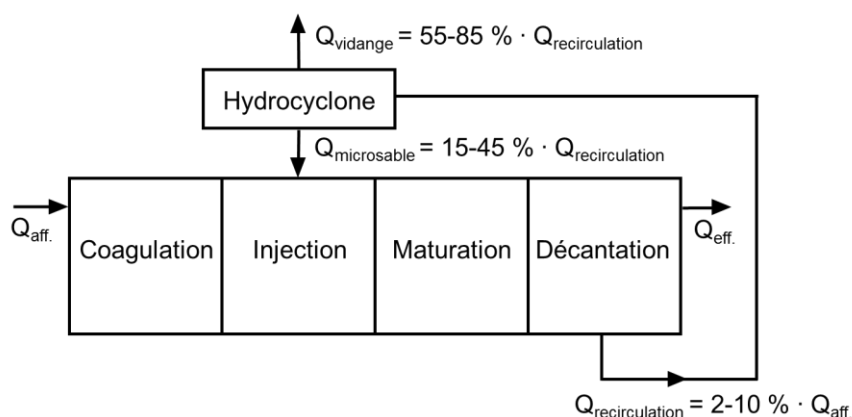 Q_vidange = 55-85 % · Q_recirculation
Hydrocyclone
Q_microsable = 15-45 % · Q_recirculation
Q_aff.
Coagulation
Injection
Maturation
Décantation
Q_eff.
Q_recirculation = 2-10 % · Q_aff.